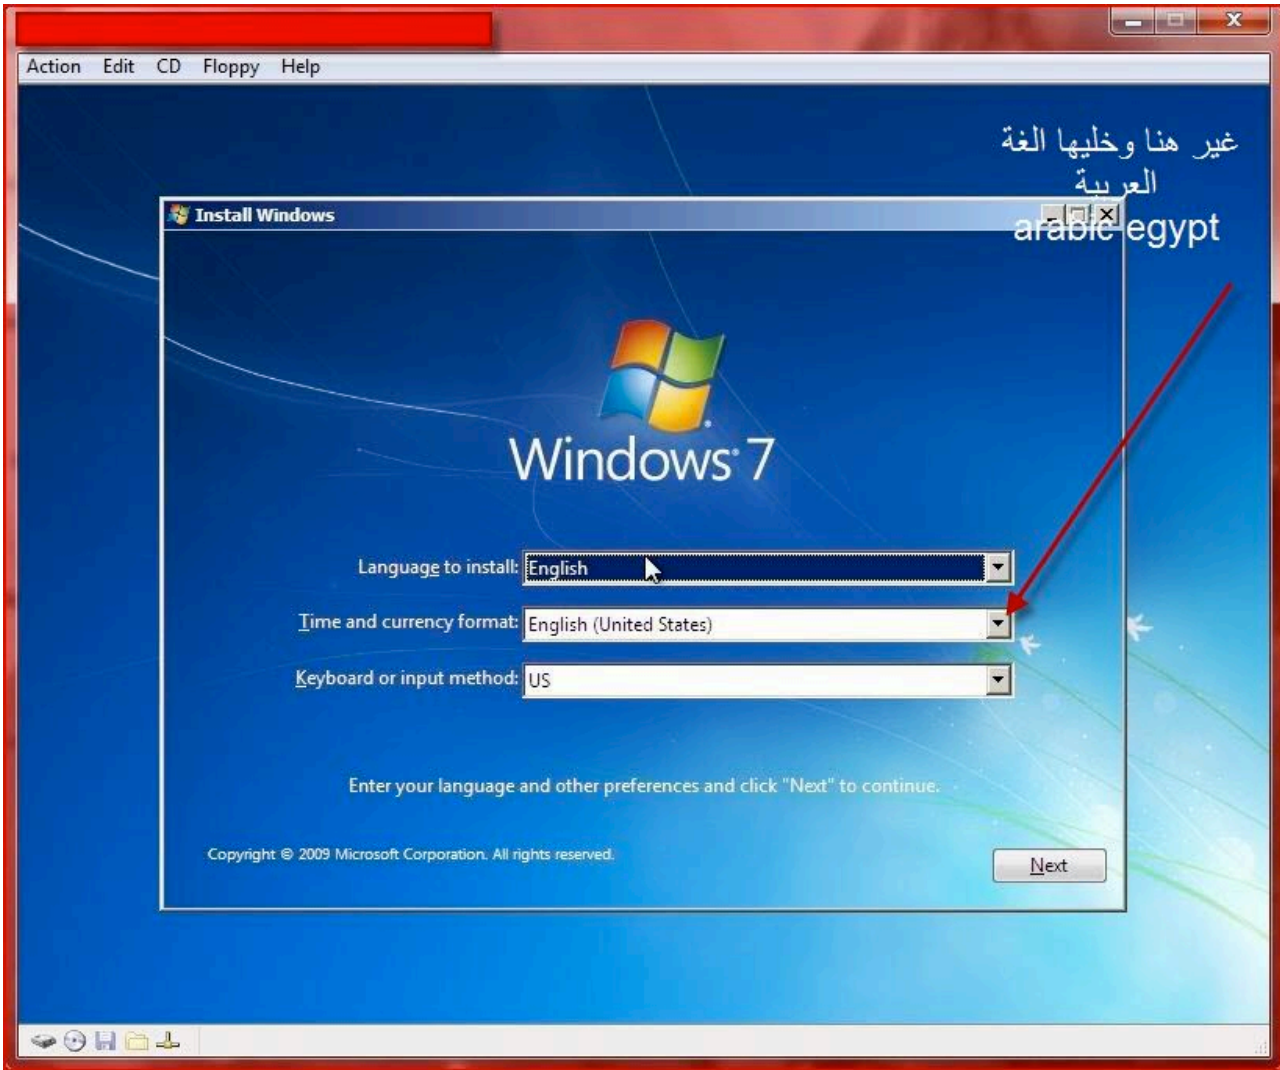 Action Edit CD Floppy Help
غير هنا وخليها الغة
العربية
arabic egypt
Install Windows
Windows 7
Language to install: English
Time and currency format: English (United States)
Keyboard or input method: US
Enter your language and other preferences and click "Next" to continue.
Copyright © 2009 Microsoft Corporation. All rights reserved.
Next